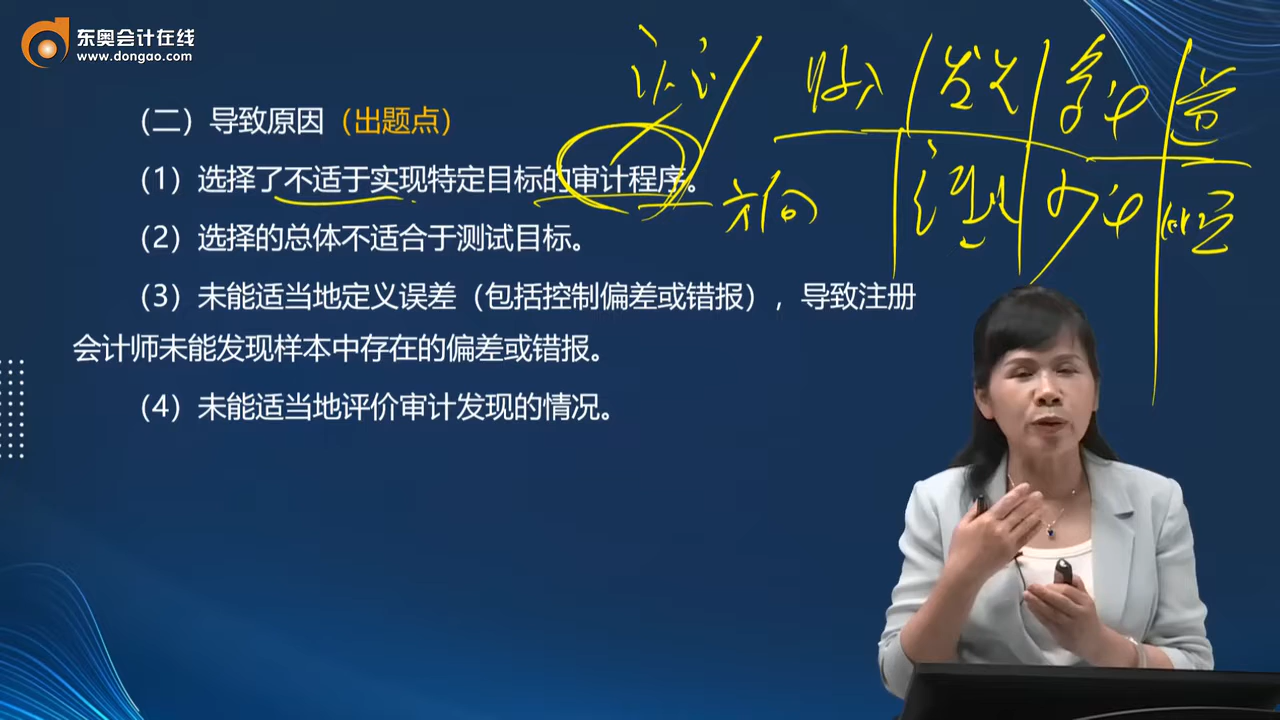 东奥会计在线
www.dongao.com
（二）导致原因（出题点）
（1）选择了不适于实现特定目标的审计程序。
（2）选择的总体不适合于测试目标。
（3）未能适当地定义误差（包括控制偏差或错报），导致注册
会计师未能发现样本中存在的偏差或错报。
（4）未能适当地评价审计发现的情况。
方向